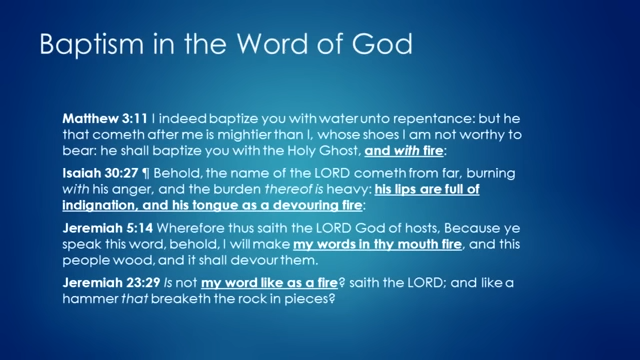 Baptism in the Word of God
Matthew 3:11 I indeed baptize you with water unto repentance: but he
that cometh after me is mightier than I, whose shoes I am not worthy to
bear: he shall baptize you with the Holy Ghost, and with fire:
Isaiah 30:27 ¶ Behold, the name of the LORD cometh from far, burning
with his anger, and the burden thereof is heavy: his lips are full of
indignation, and his tongue as a devouring fire:
Jeremiah 5:14 Wherefore thus saith the LORD God of hosts, Because ye
speak this word, behold, I will make my words in thy mouth fire, and this
people wood, and it shall devour them.
Jeremiah 23:29 Is not my word like as a fire? saith the LORD; and like a
hammer that breaketh the rock in pieces?